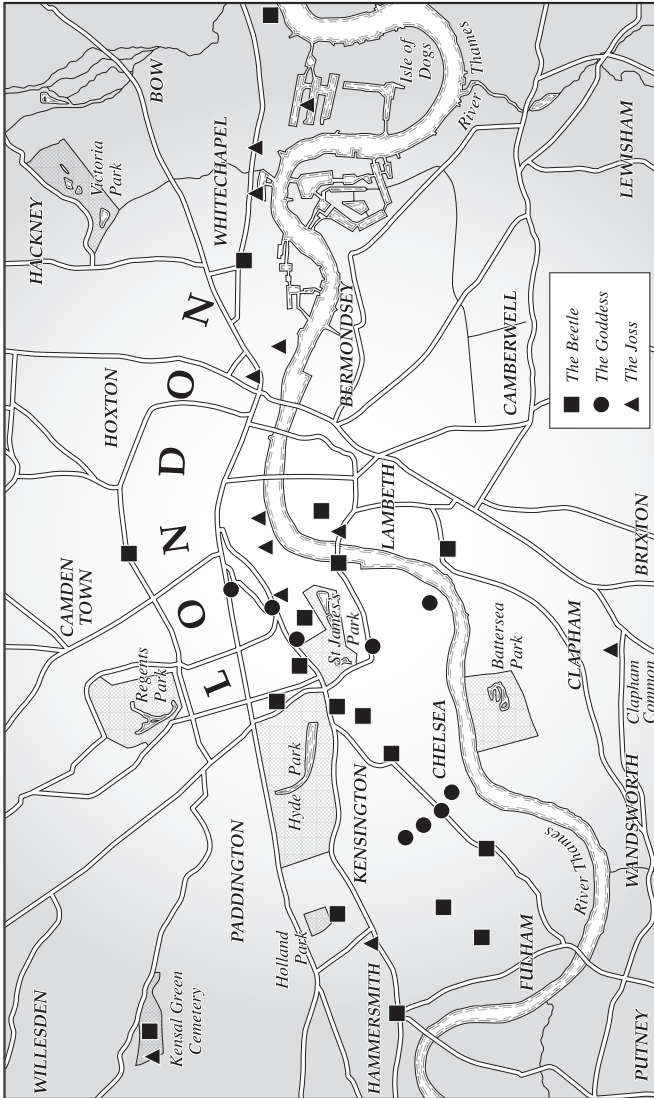 WILLESDEN
CAMDEN
TOWN
HOXTON
HACKNEY
Victoria
Park
BOW
Kensal Green
Cemetery
PADDINGTON
Regents
Park
LONDON
WHITECHAPEL
Holland
Park
Hyde Park
St James.s
Park
Isle of
Dogs
HAMMERSMITH
KENSINGTON
LAMBETH
BERMONDSEY
River Thames
CHELSEA
FULHAM
Battersea
Park
River Thames
CLAPHAM
CAMBERWELL
PUTNEY
WANDSWORTH
Clapham
Common
BRIXTON
LEWISHAM
The Beetle
The Goddess
The Joss